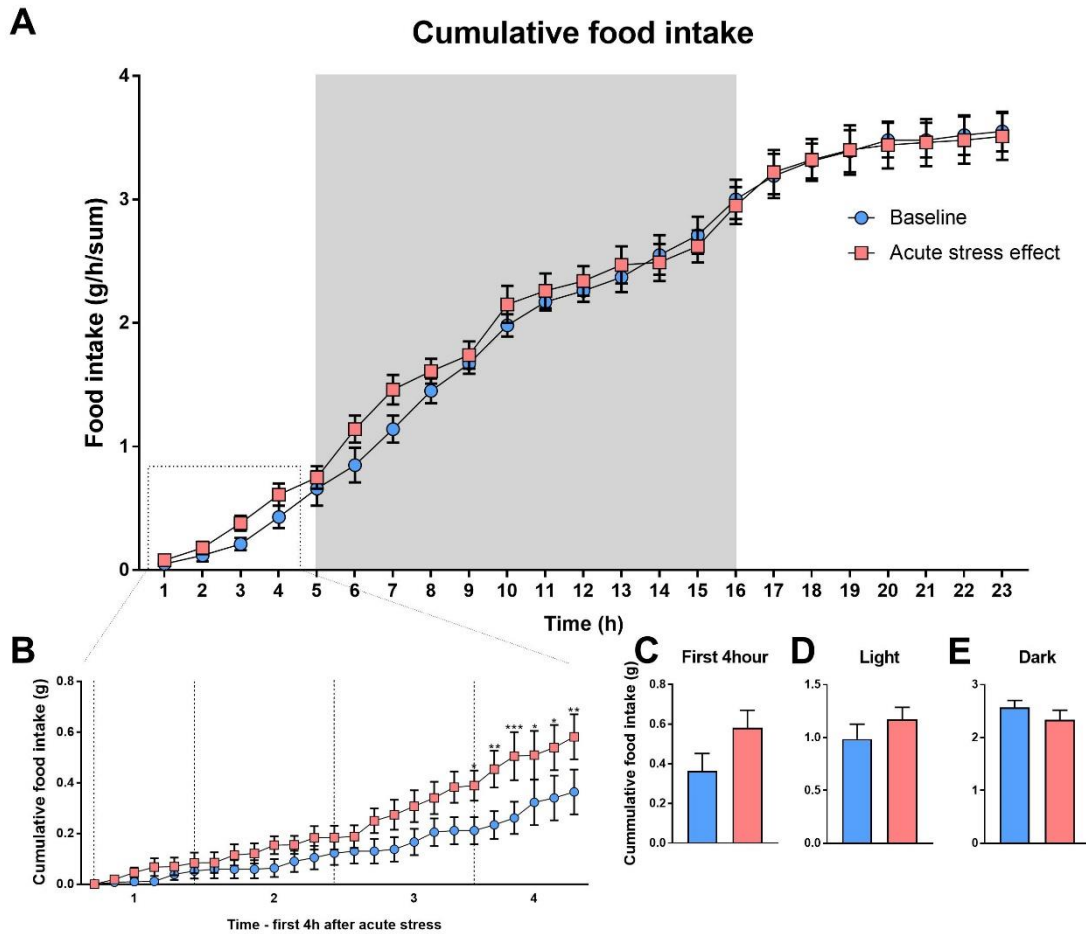 A
Cumulative food intake
Food intake (g/h/sum)
4
3
2
1
0
Baseline
Acute stress effect
1 2 3 4 5 6 7 8 9 10 11 12 13 14 15 16 17 18 19 20 21 22 23
Time (h)
B
Cumulative food intake (g)
0.8
0.6
0.4
0.2
0.0
* ** *** * * **
1 2 3 4
Time - first 4h after acute stress
C
First 4hour
Cummulative food intake (g)
0.8
0.6
0.4
0.2
0.0
D
Light
1.5
1.0
0.5
0.0
E
Dark
3
2
1
0